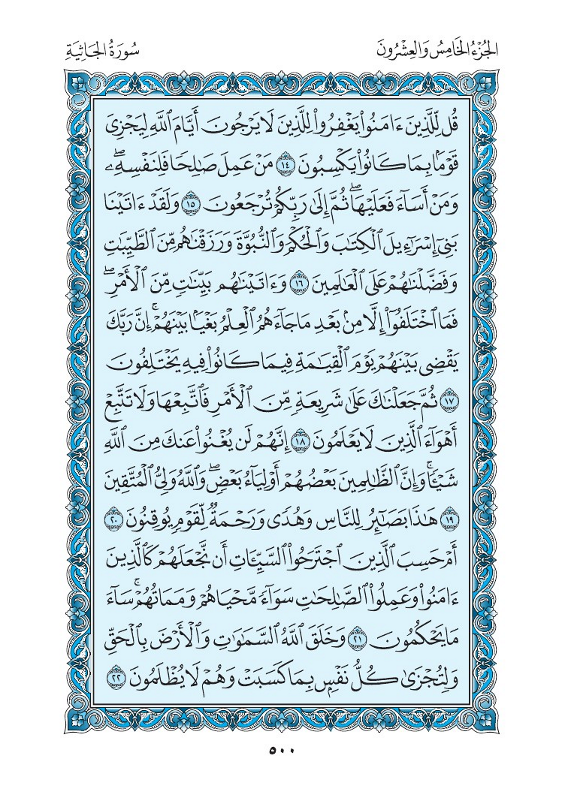 الجُزْءُ الخَامِسُ وَالعِشْرُونَ
سُورَةُ الجَاثِيَةِ
قُل لِّلَّذِينَ ءَامَنُوا۟ يَغْفِرُوا۟ لِلَّذِينَ لَا يَرْجُونَ أَيَّامَ ٱللَّهِ لِيَجْزِىَ
قَوْمًۢا بِمَا كَانُوا۟ يَكْسِبُونَ ١٤ مَنْ عَمِلَ صَٰلِحًا فَلِنَفْسِهِۦ ۖ
وَمَنْ أَسَآءَ فَعَلَيْهَا ۖ ثُمَّ إِلَىٰ رَبِّكُمْ تُرْجَعُونَ ١٥ وَلَقَدْ ءَاتَيْنَا
بَنِىٓ إِسْرَٰٓءِيلَ ٱلْكِتَٰبَ وَٱلْحُكْمَ وَٱلنُّبُوَّةَ وَرَزَقْنَٰهُم مِّنَ ٱلطَّيِّبَٰتِ
وَفَضَّلْنَٰهُمْ عَلَى ٱلْعَٰلَمِينَ ١٦ وَءَاتَيْنَٰهُم بَيِّنَٰتٍ مِّنَ ٱلْأَمْرِ ۖ
فَمَا ٱخْتَلَفُوٓا۟ إِلَّا مِنۢ بَعْدِ مَا جَآءَهُمُ ٱلْعِلْمُ بَغْيًۢا بَيْنَهُمْ ۚ إِنَّ رَبَّكَ
يَقْضِى بَيْنَهُمْ يَوْمَ ٱلْقِيَٰمَةِ فِيمَا كَانُوا۟ فِيهِ يَخْتَلِفُونَ
١٧ ثُمَّ جَعَلْنَٰكَ عَلَىٰ شَرِيعَةٍ مِّنَ ٱلْأَمْرِ فَٱتَّبِعْهَا وَلَا تَتَّبِعْ
أَهْوَآءَ ٱلَّذِينَ لَا يَعْلَمُونَ ١٨ إِنَّهُمْ لَن يُغْنُوا۟ عَنكَ مِنَ ٱللَّهِ
شَيْـًٔا ۚ وَإِنَّ ٱلظَّٰلِمِينَ بَعْضُهُمْ أَوْلِيَآءُ بَعْضٍ ۖ وَٱللَّهُ وَلِىُّ ٱلْمُتَّقِينَ
١٩ هَٰذَا بَصَٰٓئِرُ لِلنَّاسِ وَهُدًى وَرَحْمَةٌ لِّقَوْمٍ يُوقِنُونَ ٢٠
أَمْ حَسِبَ ٱلَّذِينَ ٱجْتَرَحُوا۟ ٱلسَّيِّـَٔاتِ أَن نَّجْعَلَهُمْ كَٱلَّذِينَ
ءَامَنُوا۟ وَعَمِلُوا۟ ٱلصَّٰلِحَٰتِ سَوَآءً مَّحْيَاهُمْ وَمَمَاتُهُمْ ۚ سَآءَ
مَا يَحْكُمُونَ ٢١ وَخَلَقَ ٱللَّهُ ٱلسَّمَٰوَٰتِ وَٱلْأَرْضَ بِٱلْحَقِّ
وَلِتُجْزَىٰ كُلُّ نَفْسٍۭ بِمَا كَسَبَتْ وَهُمْ لَا يُظْلَمُونَ ٢٢
٥٠٠